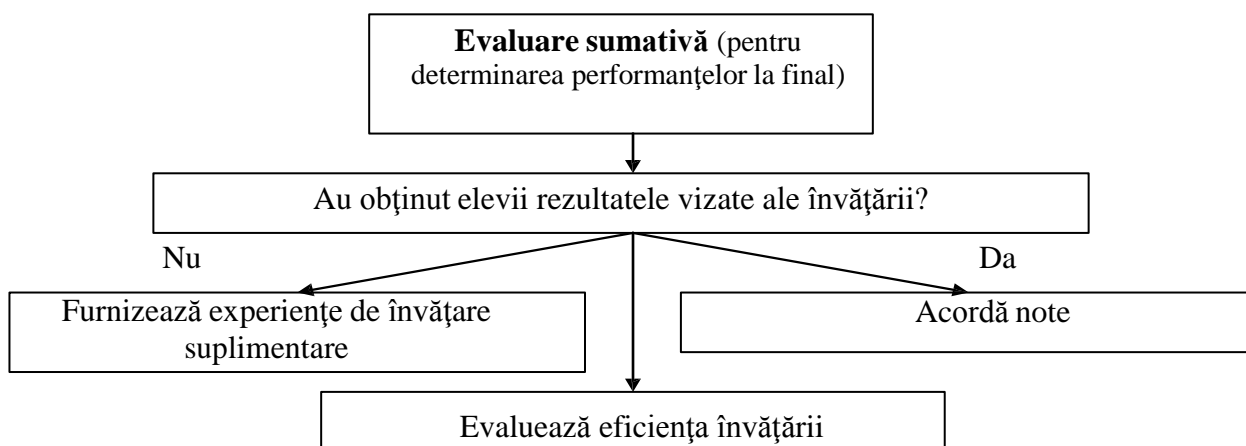 Evaluare sumativă (pentru
determinarea performanţelor la final)
Au obţinut elevii rezultatele vizate ale învăţării?
Nu
Da
Furnizează experienţe de învăţare
suplimentare
Acordă note
Evaluează eficienţa învăţării